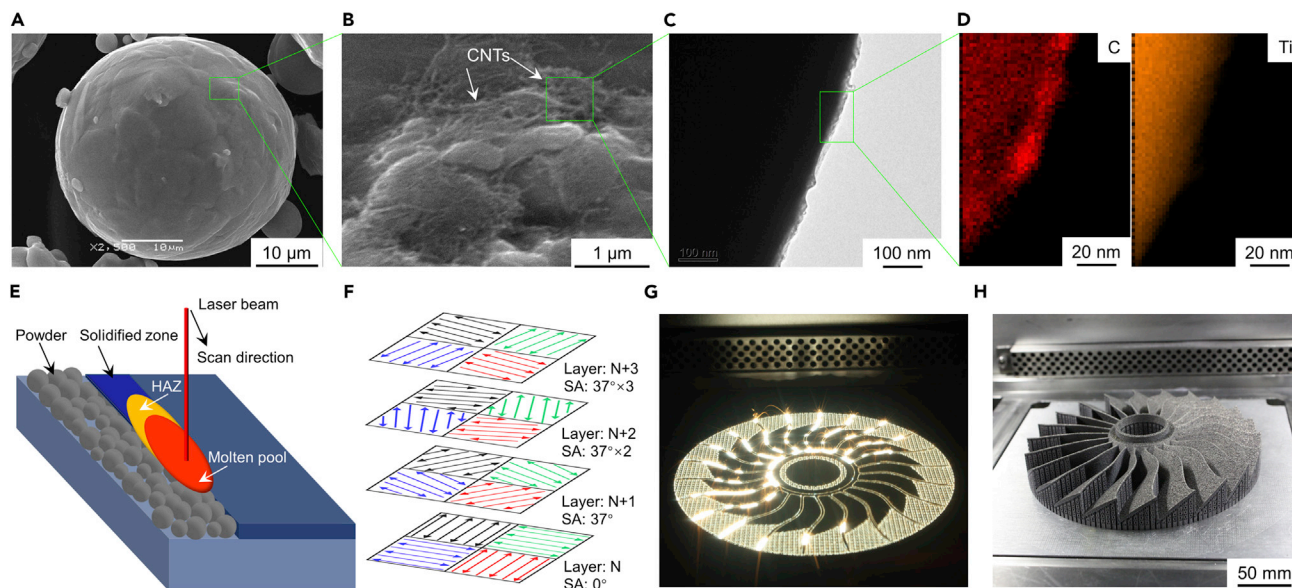 A
B
C
D
CNTs
C
Ti
X2,500 10μm
10 μm
1 μm
100 nm
100 nm
20 nm
20 nm
E
F
G
H
Laser beam
Powder
Solidified zone
Scan direction
HAZ
Molten pool
Layer: N+3
SA: 37°×3
Layer: N+2
SA: 37°×2
Layer: N+1
SA: 37°
Layer: N
SA: 0°
50 mm